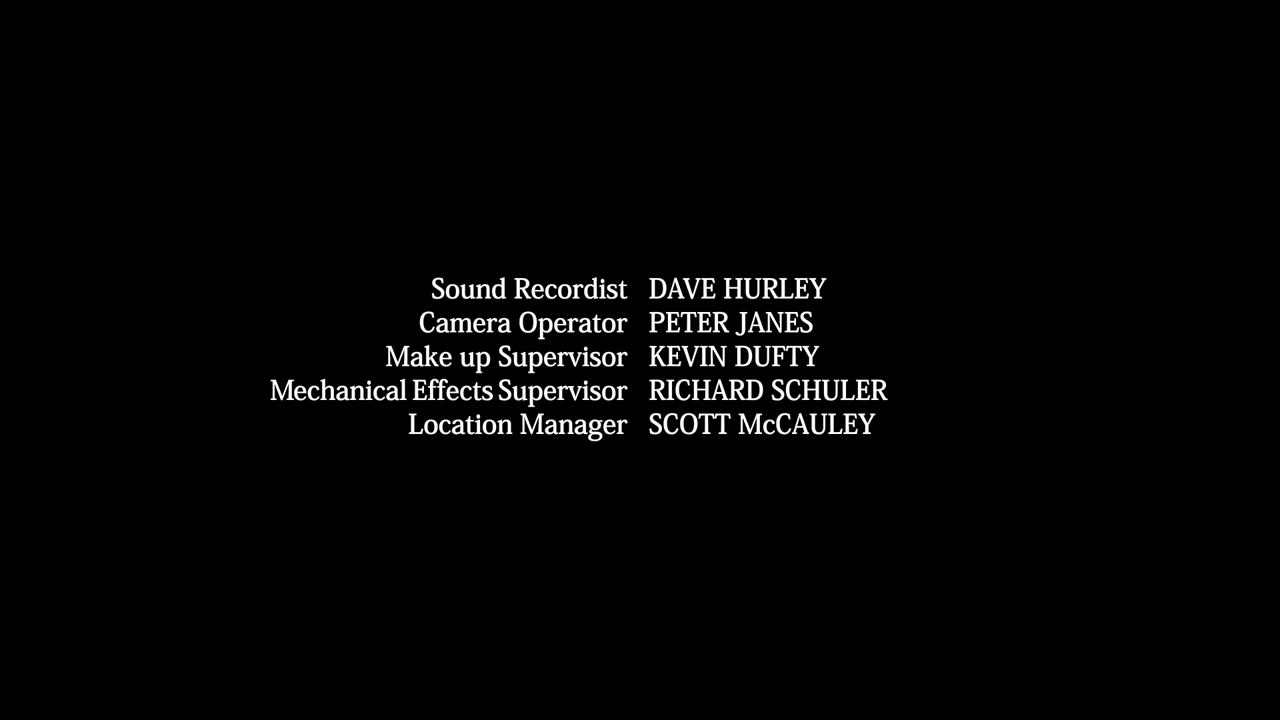 Sound Recordist DAVE HURLEY
Camera Operator PETER JANES
Make up Supervisor KEVIN DUFTY
Mechanical Effects Supervisor RICHARD SCHULER
Location Manager SCOTT McCAULEY